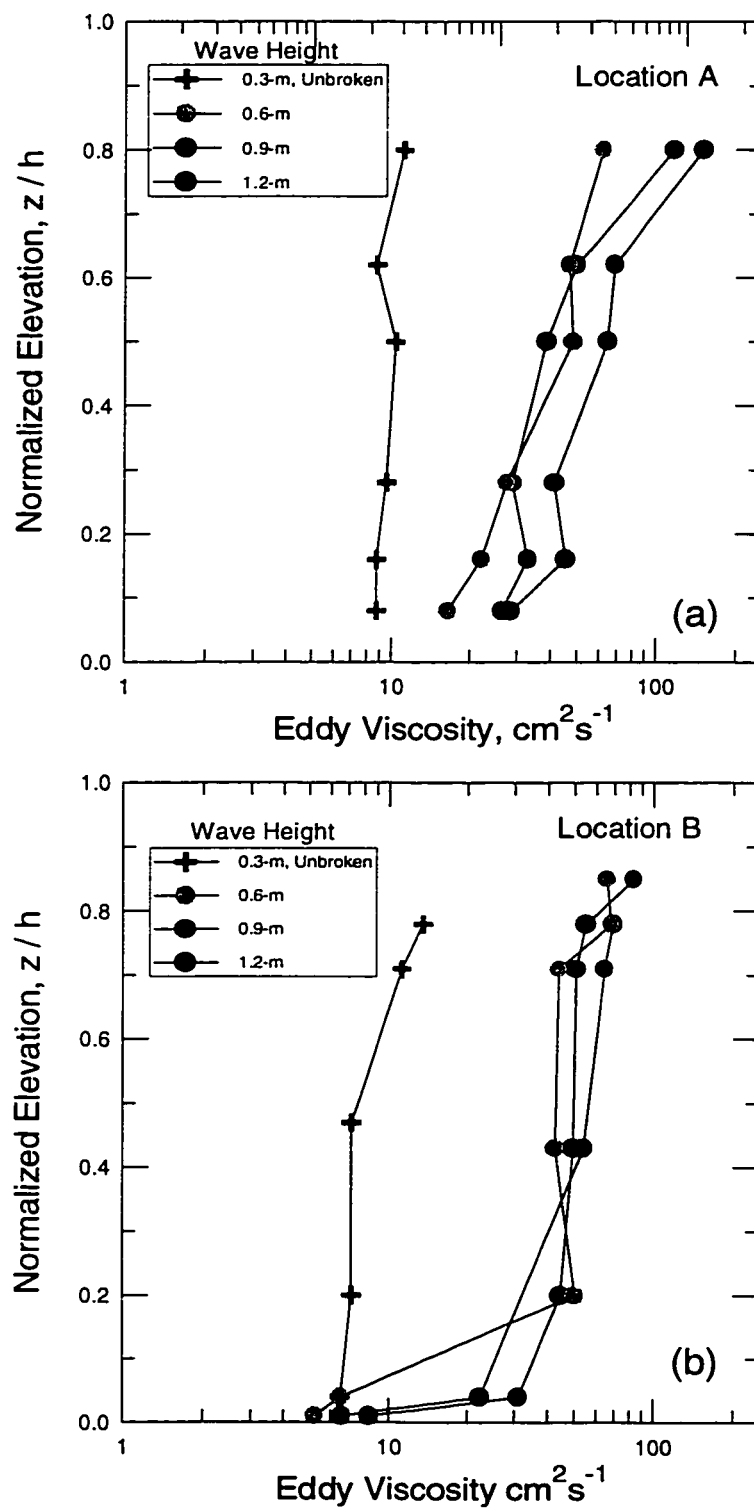 1.0
0.8
0.6
0.4
0.2
0.0
Normalized Elevation, z / h
Wave Height
0.3-m, Unbroken
0.6-m
0.9-m
1.2-m
Location A
(a)
1
10
100
Eddy Viscosity, cm²s⁻¹
1.0
0.8
0.6
0.4
0.2
0.0
Normalized Elevation, z / h
Wave Height
0.3-m, Unbroken
0.6-m
0.9-m
1.2-m
Location B
(b)
1
10
100
Eddy Viscosity cm²s⁻¹